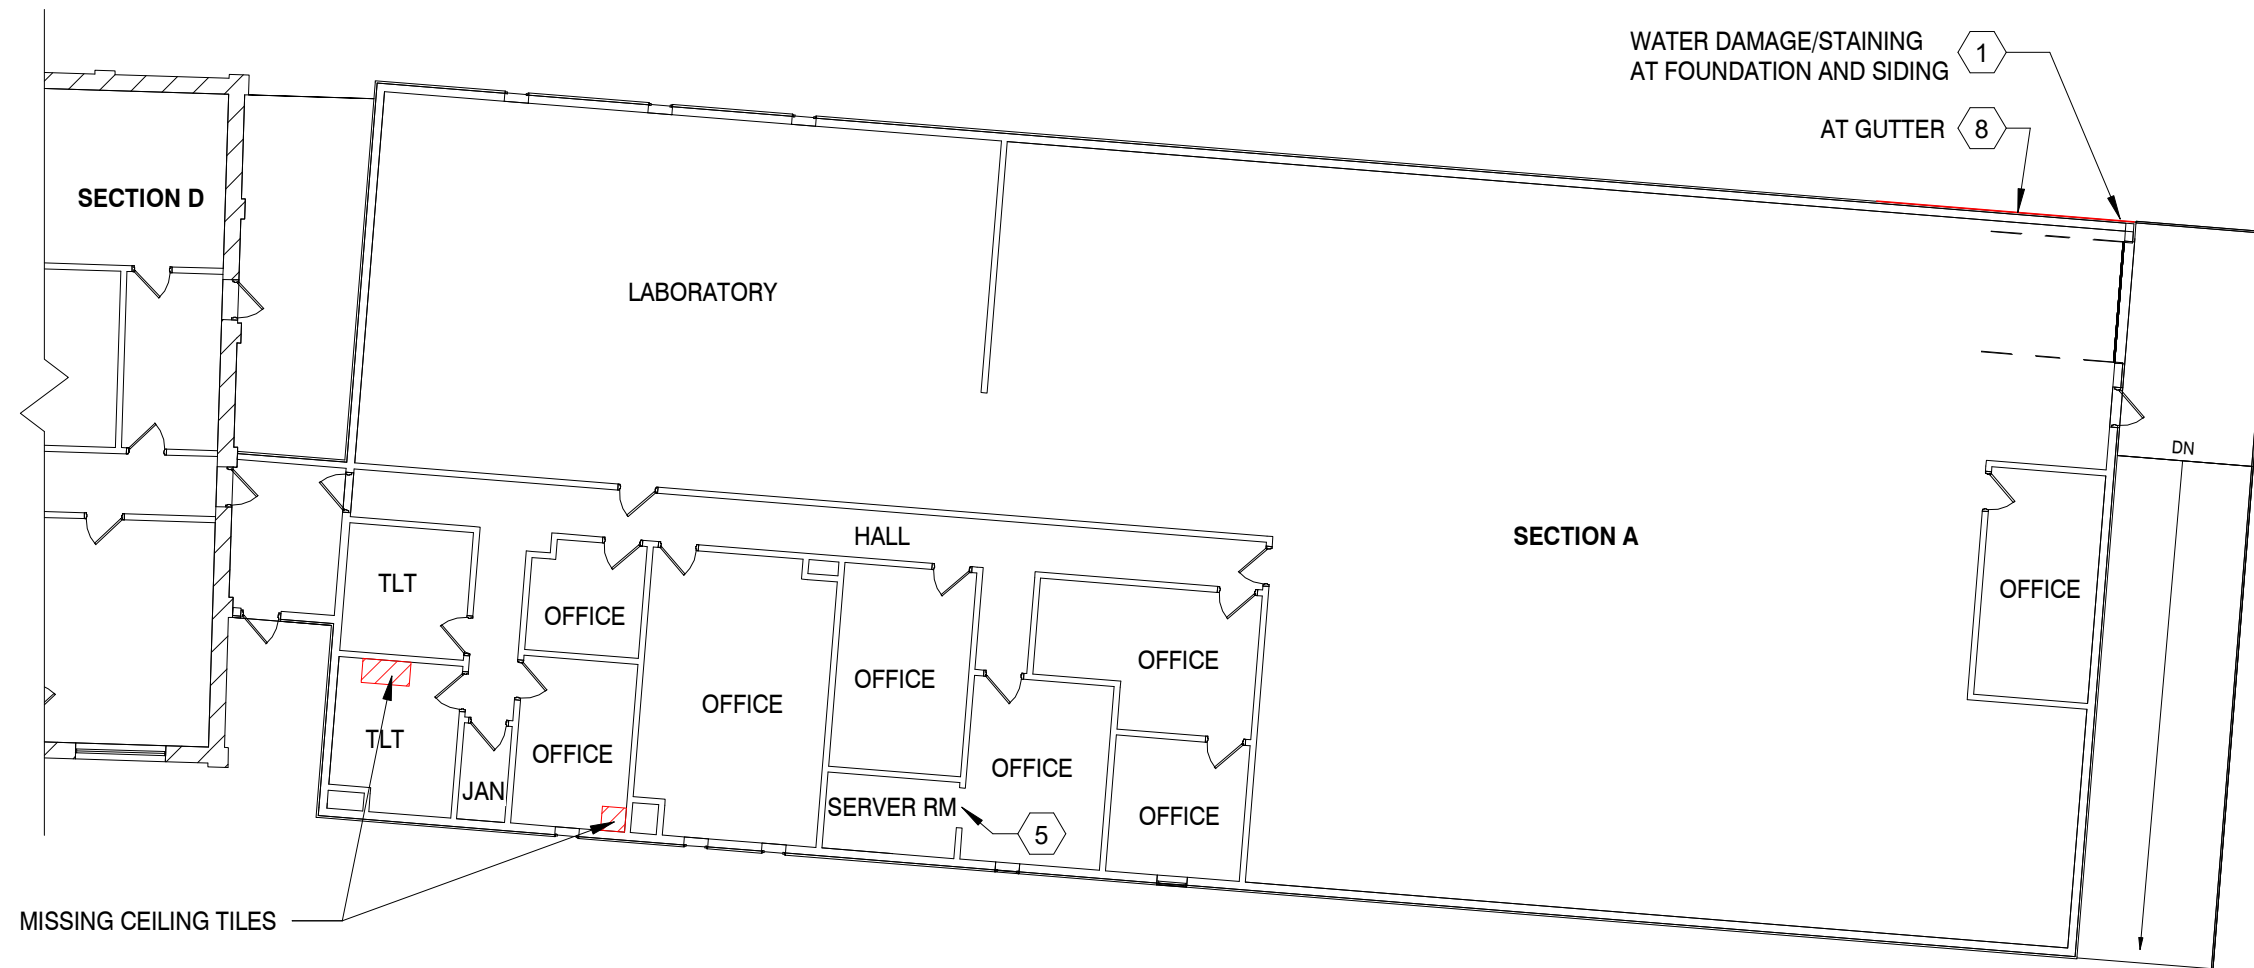 WATER DAMAGE/STAINING
AT FOUNDATION AND SIDING
1
AT GUTTER
8
SECTION D
LABORATORY
DN
HALL
SECTION A
TLT
OFFICE
OFFICE
OFFICE
OFFICE
OFFICE
TLT
OFFICE
OFFICE
JAN
SERVER RM
OFFICE
5
MISSING CEILING TILES